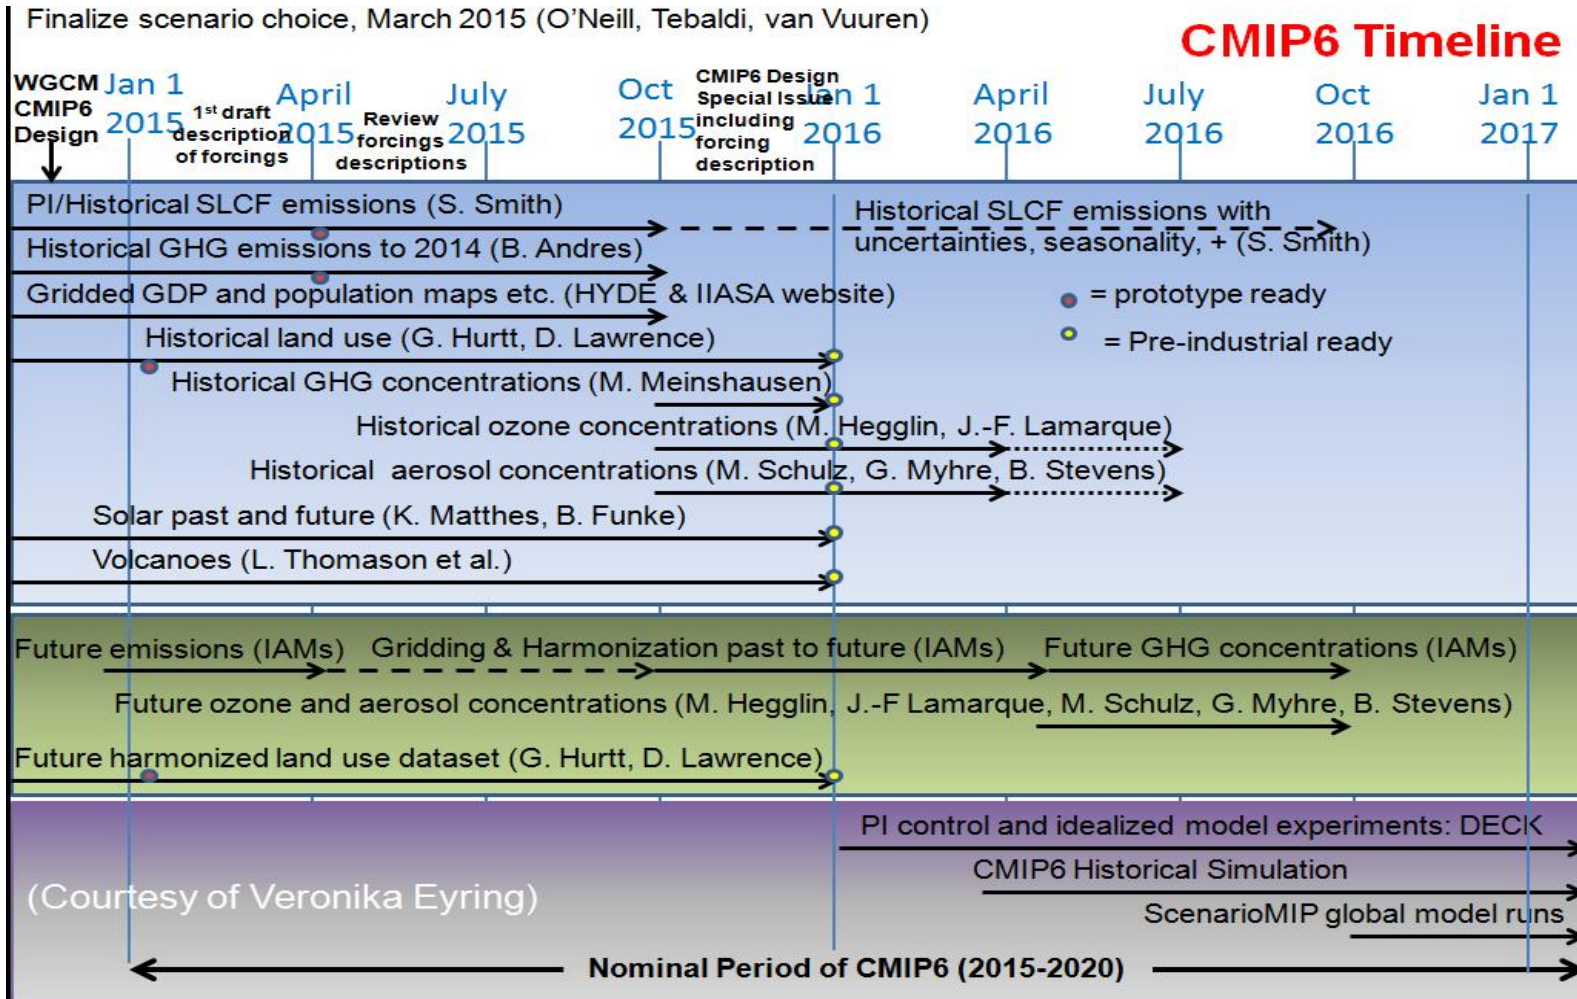 Finalize scenario choice, March 2015 (O'Neill, Tebaldi, van Vuuren)
CMIP6 Timeline
WGCM
CMIP6
Design
Jan 1
2015
1st draft
description
of forcings
April
2015
Review
forcings
descriptions
July
2015
Oct
2015
CMIP6 Design
Special Issue
including
forcing
description
Jan 1
2016
April
2016
July
2016
Oct
2016
Jan 1
2017
PI/Historical SLCF emissions (S. Smith)
Historical SLCF emissions with
uncertainties, seasonality, + (S. Smith)
Historical GHG emissions to 2014 (B. Andres)
Gridded GDP and population maps etc. (HYDE & IIASA website)
= prototype ready
Historical land use (G. Hurtt, D. Lawrence)
= Pre-industrial ready
Historical GHG concentrations (M. Meinshausen)
Historical ozone concentrations (M. Hegglin, J.-F. Lamarque)
Historical aerosol concentrations (M. Schulz, G. Myhre, B. Stevens)
Solar past and future (K. Matthes, B. Funke)
Volcanoes (L. Thomason et al.)
Future emissions (IAMs)
Gridding & Harmonization past to future (IAMs)
Future GHG concentrations (IAMs)
Future ozone and aerosol concentrations (M. Hegglin, J.-F Lamarque, M. Schulz, G. Myhre, B. Stevens)
Future harmonized land use dataset (G. Hurtt, D. Lawrence)
PI control and idealized model experiments: DECK
CMIP6 Historical Simulation
(Courtesy of Veronika Eyring)
ScenarioMIP global model runs
Nominal Period of CMIP6 (2015-2020)